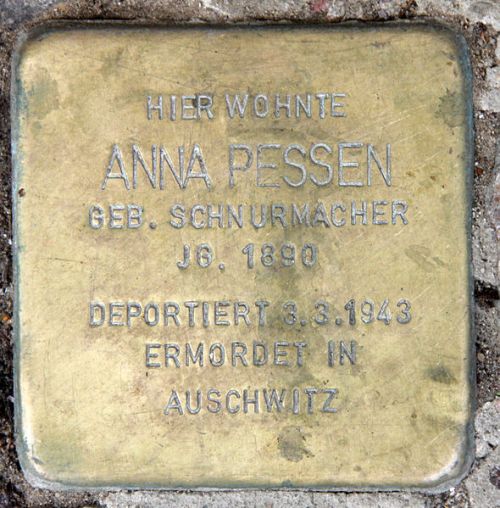 HIER WOHNTE
ANNA PESSEN
GEB. SCHNURMACHER
JG. 1890
DEPORTIERT 3.3.1943
ERMORDET IN
AUSCHWITZ